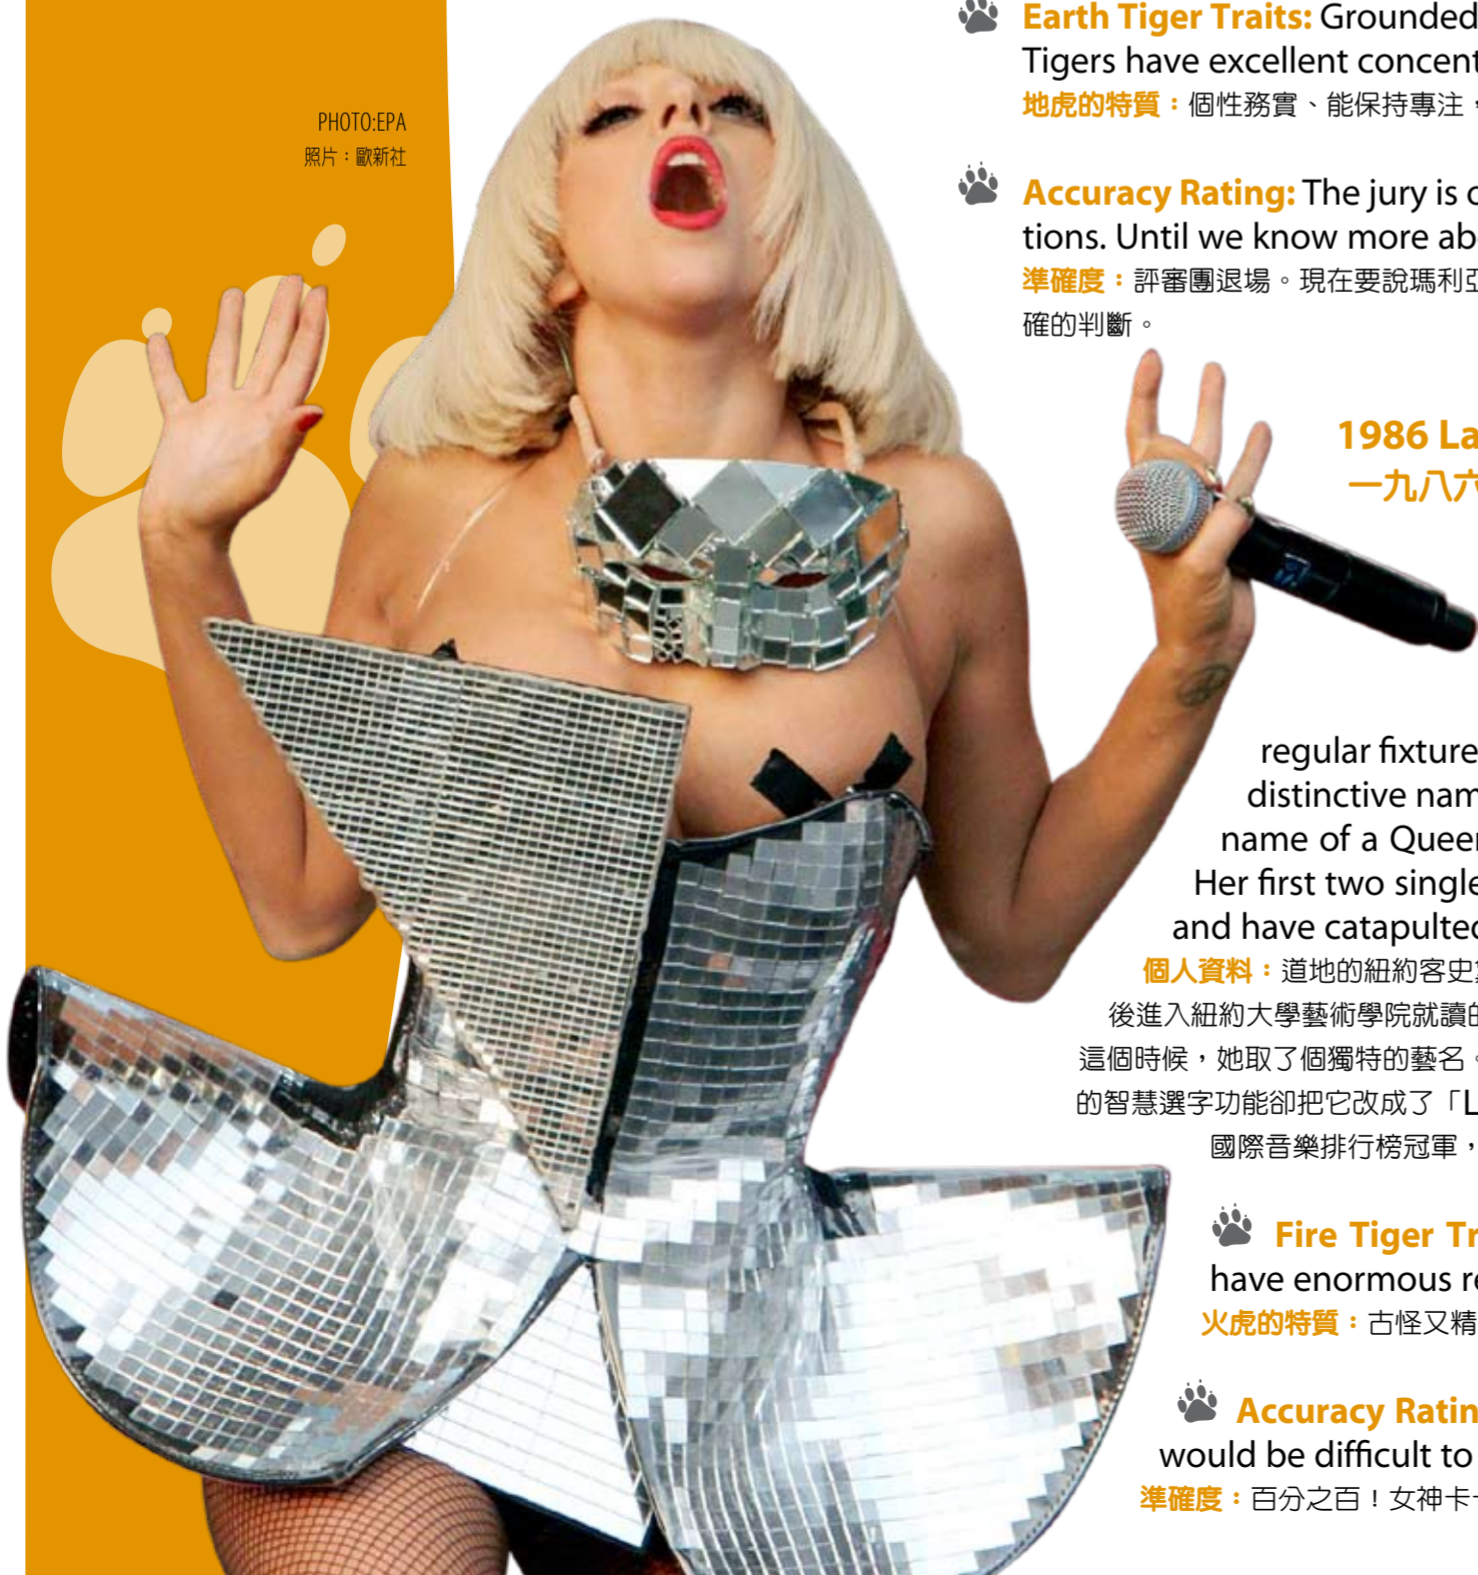 PHOTO:EPA
照片：歐新社
Earth Tiger Traits: Grounded
Tigers have excellent concent
地虎的特質：個性務實、能保持專注，
Accuracy Rating: The jury is o
tions. Until we know more ab
準確度：評審團退場。現在要說瑪利亞
確的判斷。
1986 La
一九八六
regular fixture
distinctive nam
name of a Queen
Her first two single
and have catapulted
個人資料：道地的紐約客史
後進入紐約大學藝術學院就讀的
這個時候，她取了個獨特的藝名。
的智慧選字功能卻把它改成了「L
國際音樂排行榜冠軍，
Fire Tiger Tr
have enormous re
火虎的特質：古怪又精
Accuracy Ratin
would be difficult to
準確度：百分之百！女神卡